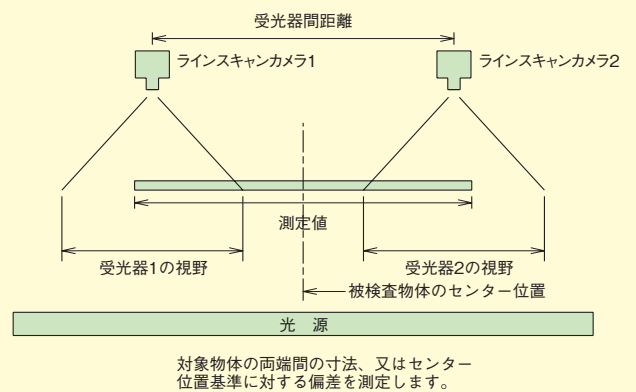 受光器間距離
ラインスキャンカメラ1
ラインスキャンカメラ2
測定値
受光器1の視野
受光器2の視野
被検査物体のセンター位置
光 源
対象物体の両端間の寸法、又はセンター
位置基準に対する偏差を測定します。